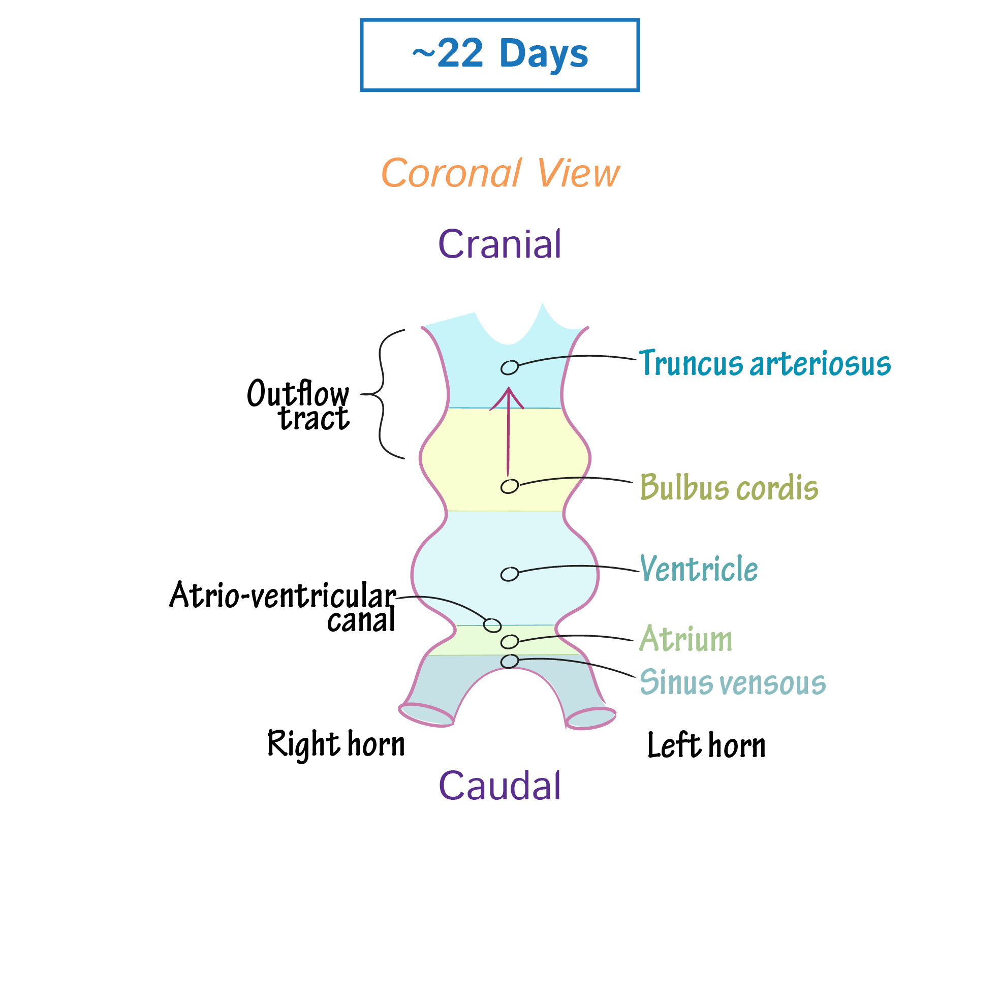 ~22 Days
Coronal View
Cranial
Truncus arteriosus
Outflow
tract
Bulbus cordis
Ventricle
Atrio-ventricular
canal
Atrium
Sinus vensous
Right horn
Left horn
Caudal